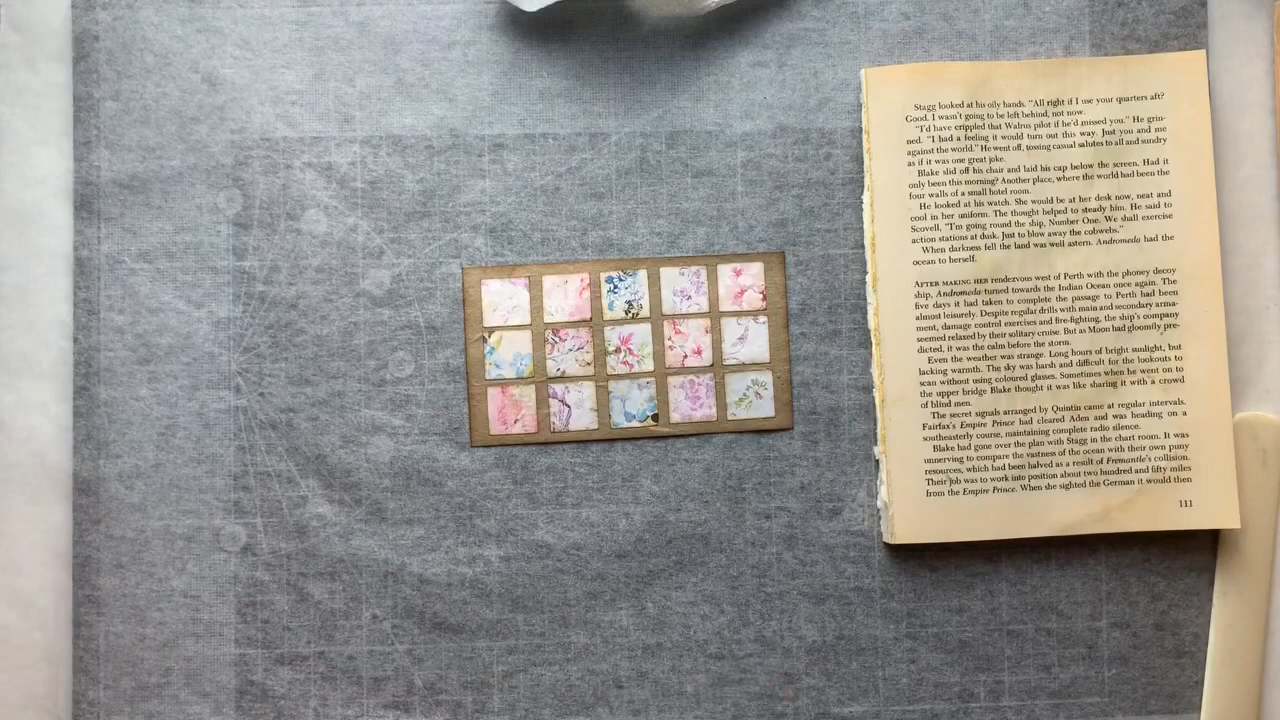 Stagg looked at his oily hands. “All right if I use your quarters aft?
Good. I wasn't going to be left behind, not now.
“I'd have crippled that Walrus pilot if he'd missed you.” He grin-
ned. “I had a feeling it would turn out this way. Just you and me
against the world.” He went off, tossing casual salutes to all and sundry
as if it was one great joke.
Blake slid off his chair and laid his cap below the screen. Had it
only been this morning? Another place, where the world had been the
four walls of a small hotel room.
He looked at his watch. She would be at her desk now, neat and
cool in her uniform. The thought helped to steady him. He said to
Scovell, “I'm going round the ship, Number One. We shall exercise
action stations at dusk. Just to blow away the cobwebs.”
When darkness fell the land was well astern. Andromeda had the
ocean to herself.
AFTER MAKING HER rendezvous west of Perth with the phoney decoy
ship, Andromeda turned towards the Indian Ocean once again. The
five days it had taken to complete the passage to Perth had been
almost leisurely. Despite regular drills with main and secondary arma-
ment, damage control exercises and fire-fighting, the ship's company
seemed relaxed by their solitary cruise. But as Moon had gloomily pre-
dicted, it was the calm before the storm.
Even the weather was strange. Long hours of bright sunlight, but
lacking warmth. The sky was harsh and difficult for the lookouts to
scan without using coloured glasses. Sometimes when he went on to
the upper bridge Blake thought it was like sharing it with a crowd
of blind men.
The secret signals arranged by Quintin came at regular intervals.
Fairfax's Empire Prince had cleared Aden and was heading on a
southeasterly course, maintaining complete radio silence.
Blake had gone over the plan with Stagg in the chart room. It was
unnerving to compare the vastness of the ocean with their own puny
resources, which had been halved as a result of Fremantle's collision.
Their job was to work into position about two hundred and fifty miles
from the Empire Prince. When she sighted the German it would then
111